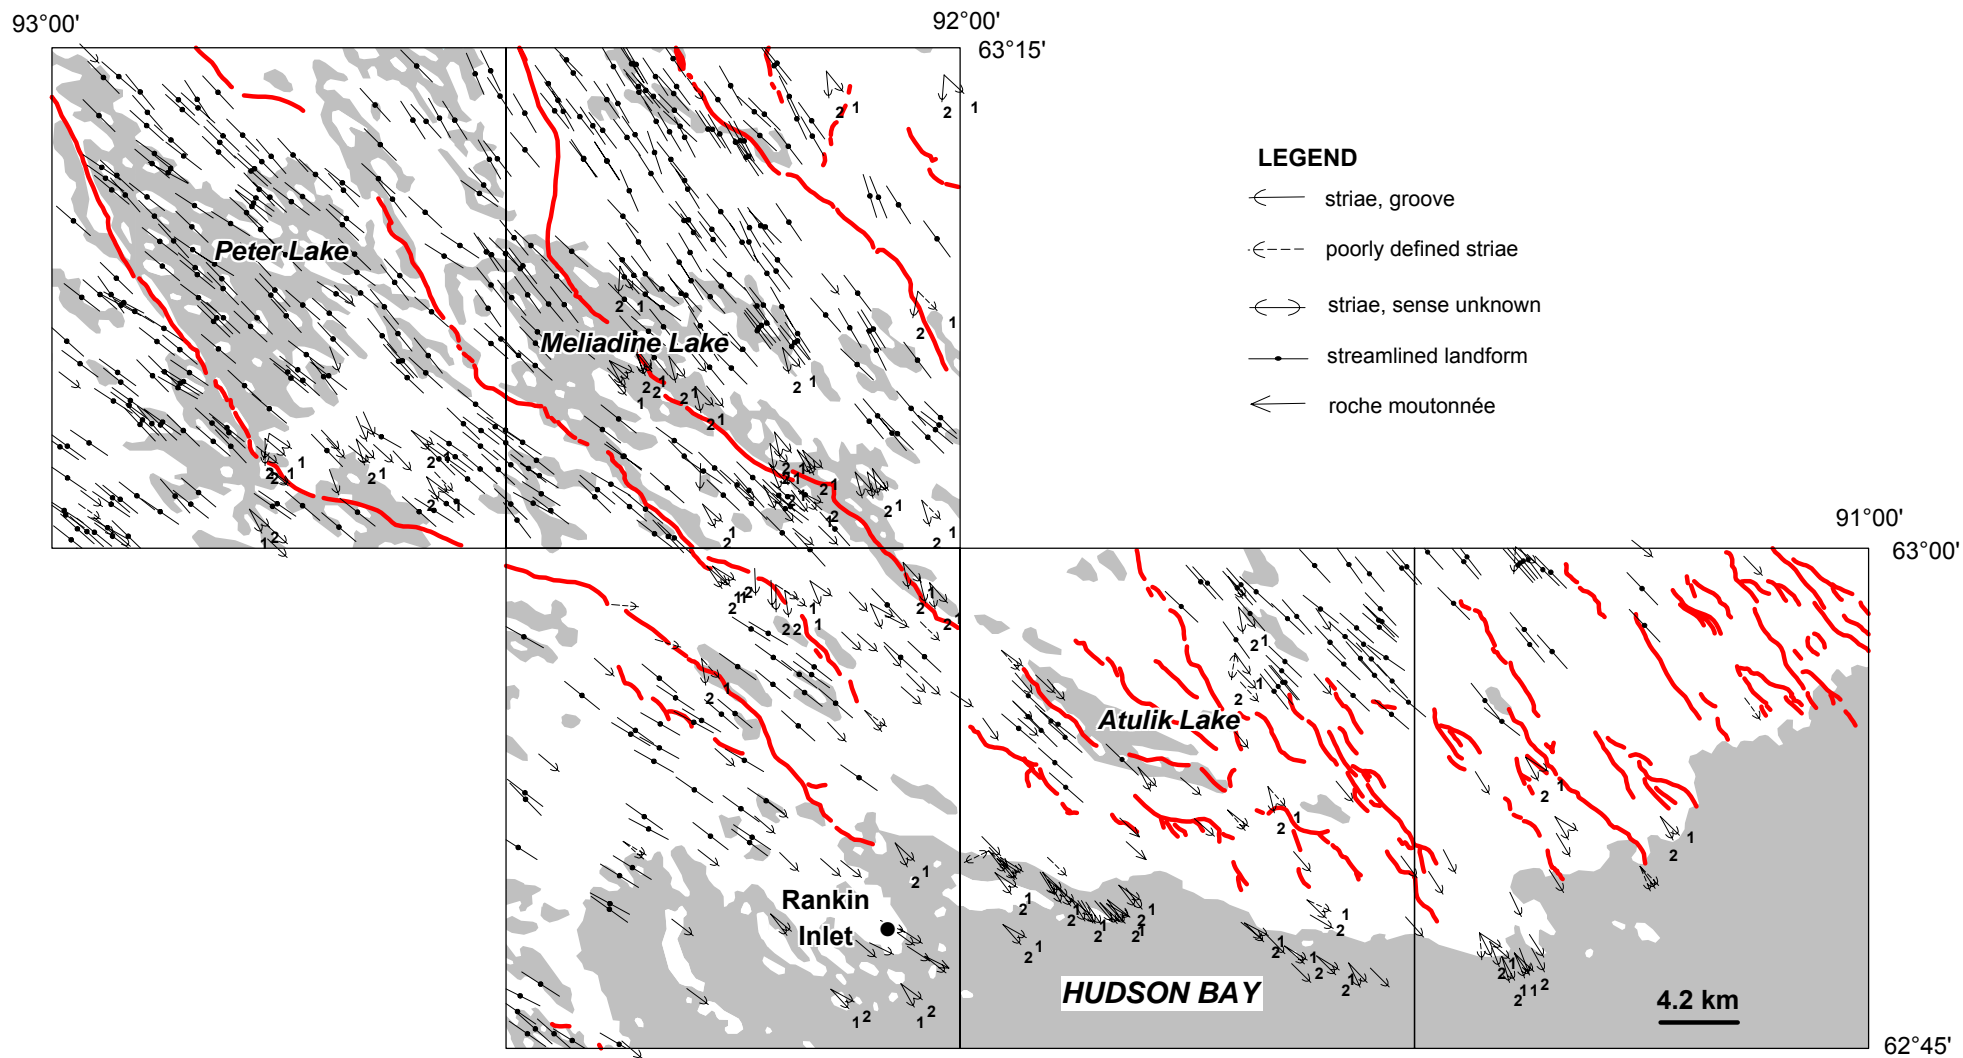 93°00'
92°00'
63°15'
LEGEND
striae, groove
poorly defined striae
striae, sense unknown
streamlined landform
roche moutonnée
Peter Lake
Meliadine Lake
91°00'
63°00'
Atulik Lake
Rankin
Inlet
HUDSON BAY
4.2 km
62°45'